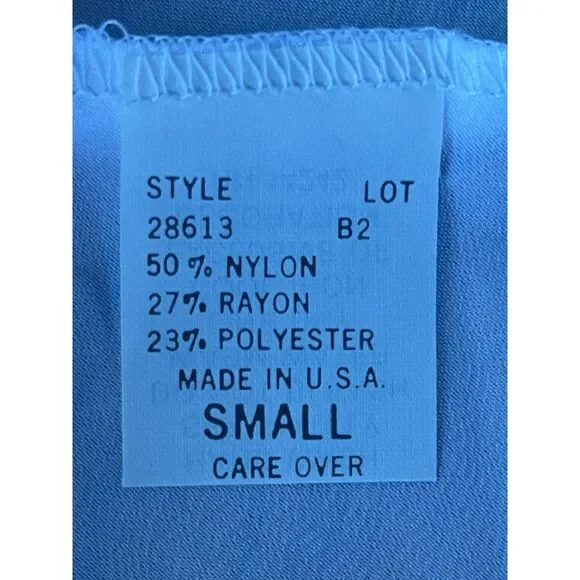 STYLE LOT
28613 B2
50% NYLON
27% RAYON
23% POLYESTER
MADE IN U.S.A.
SMALL
CARE OVER